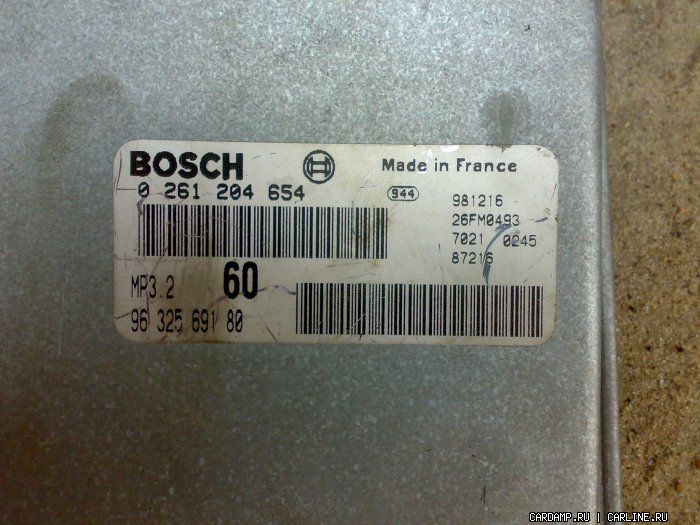 BOSCH
Made in France
0 261 204 654
944
981216
26FM0493
7021 0245
87216
MP3.2
60
96 325 691 80
CARDAMP.RU | CARLINE.RU